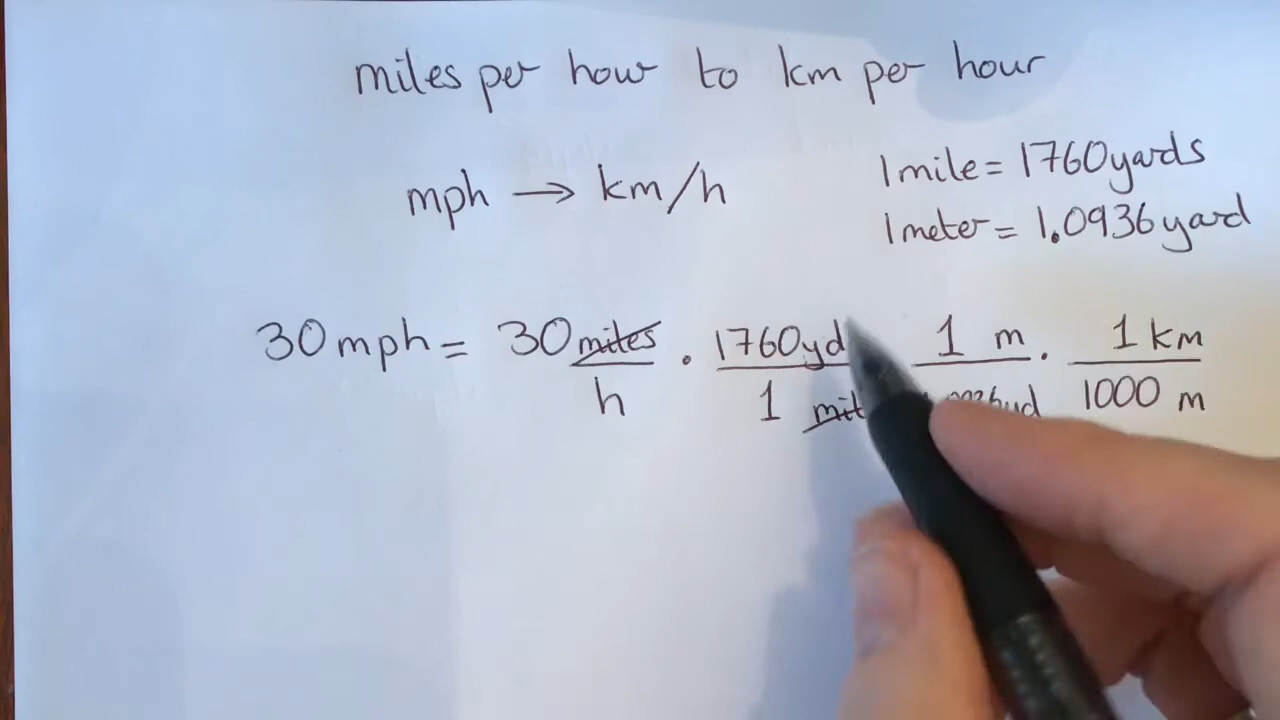 miles per hour to km per hour
mph → km/h
1 mile = 1760 yards
1 meter = 1.0936 yard
30 mph = 30 miles / h . 1760 yd / 1 . 1 m / yd . 1 km / 1000 m